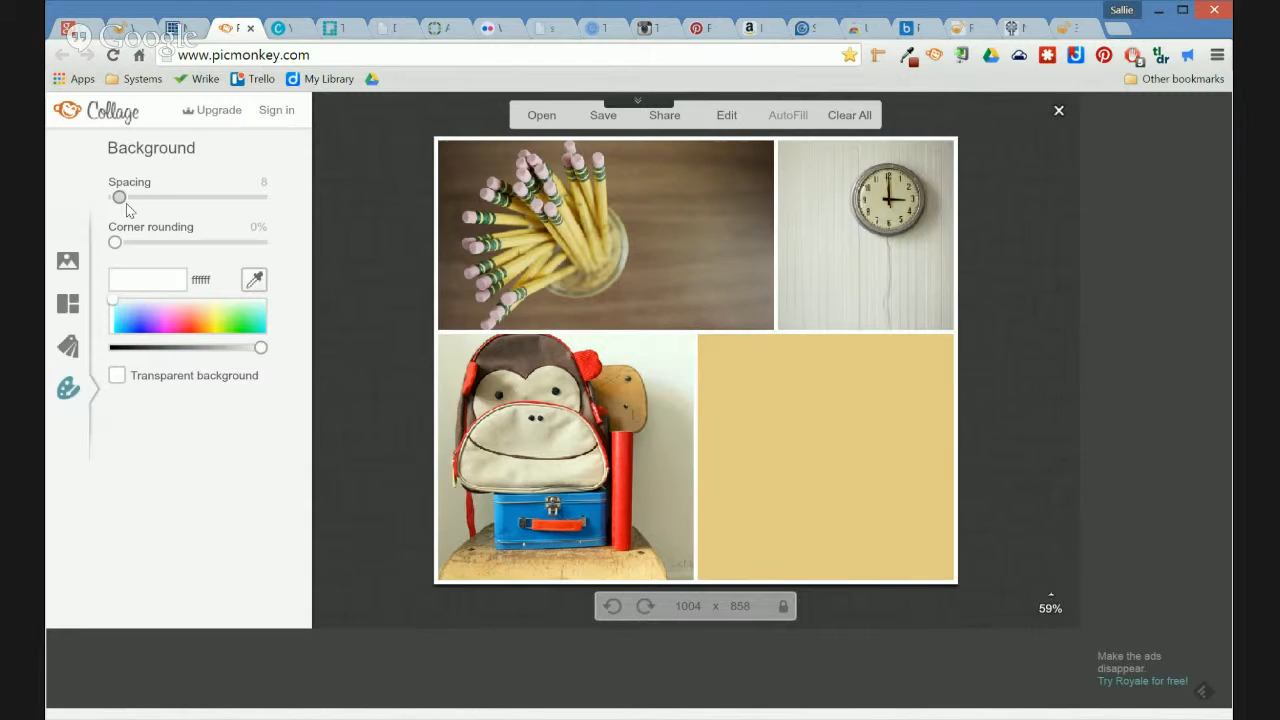 Sallie
Google
www.picmonkey.com
Apps Systems Wrike Trello My Library Other bookmarks
Collage Upgrade Sign in
Open Save Share Edit AutoFill Clear All
Background
Spacing 8
Corner rounding 0%
ffffff
Transparent background
1004 x 858
59%
Make the ads
disappear.
Try Royale for free!